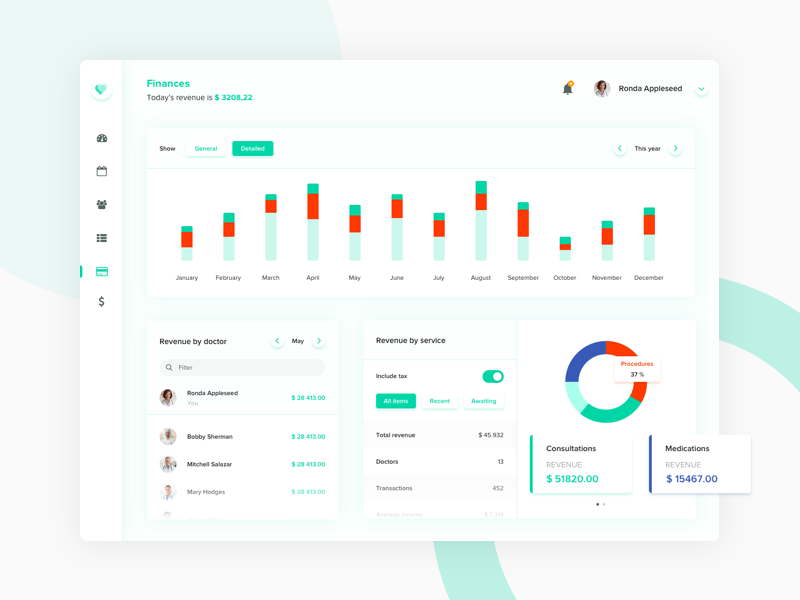 Finances
Today's revenue is $ 3208,22
Ronda Appleseed
Show
General
Detailed
This year
January
February
March
April
May
June
July
August
September
October
November
December
Revenue by doctor
May
Filter
Ronda Appleseed
You
$ 28 413.00
Bobby Sherman
$ 28 413.00
Mitchell Salazar
$ 28 413.00
Mary Hodges
$ 28 413.00
Revenue by service
Include tax
All items
Recent
Awaiting
Total revenue
$ 45.932
Doctors
13
Transactions
452
Average income
Procedures
37 %
Consultations
REVENUE
$ 51820.00
Medications
REVENUE
$ 15467.00